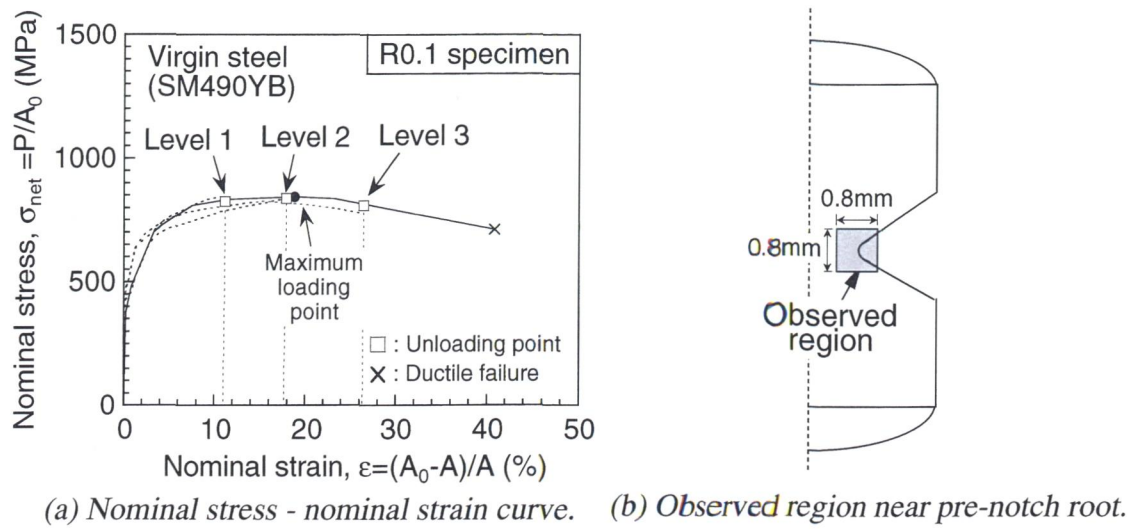 1500
1000
500
0
Nominal stress, σnet =P/A0 (MPa)
Virgin steel
(SM490YB)
R0.1 specimen
Level 1
Level 2
Level 3
Maximum
loading
point
□ : Unloading point
× : Ductile failure
0 10 20 30 40 50
Nominal strain, ε=(A0-A)/A (%)
(a) Nominal stress - nominal strain curve.
0.8mm
0.8mm
Observed
region
(b) Observed region near pre-notch root.